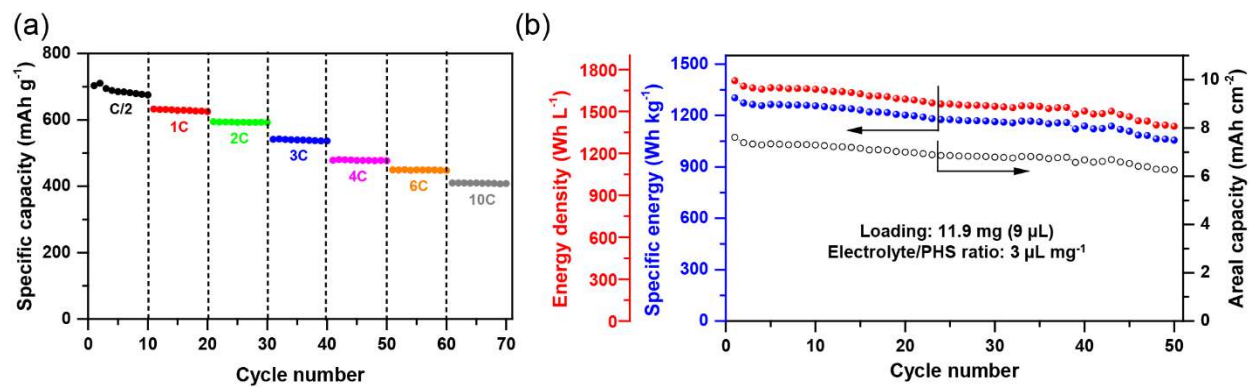 (a)
(b)
Specific capacity (mAh g⁻¹)
800
600
400
200
0
C/2
1C
2C
3C
4C
6C
10C
0 10 20 30 40 50 60 70
Cycle number
Energy density (Wh L⁻¹)
1800
1500
1200
900
600
300
0
Specific energy (Wh kg⁻¹)
1500
1200
900
600
300
0
Loading: 11.9 mg (9 µL)
Electrolyte/PHS ratio: 3 µL mg⁻¹
0 10 20 30 40 50
Cycle number
10
8
6
4
2
0
Areal capacity (mAh cm⁻²)